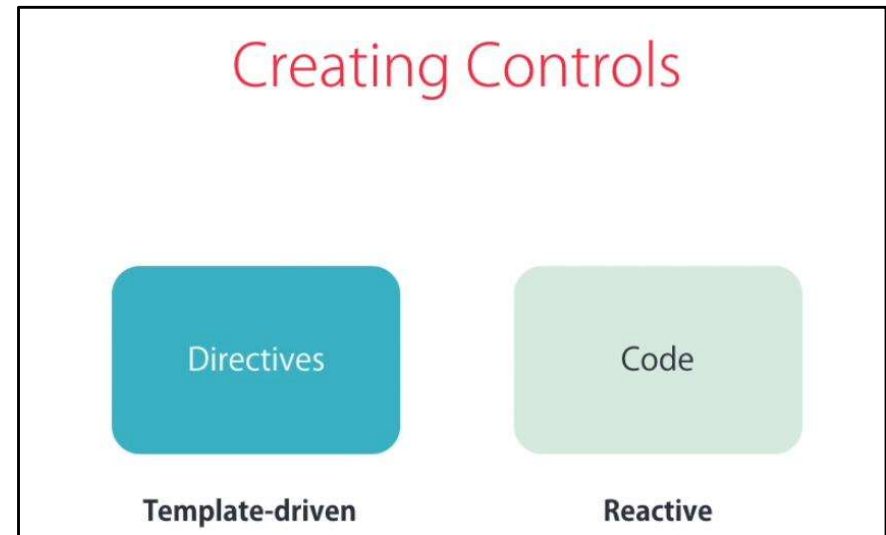 Creating Controls
Directives
Code
Template-driven
Reactive